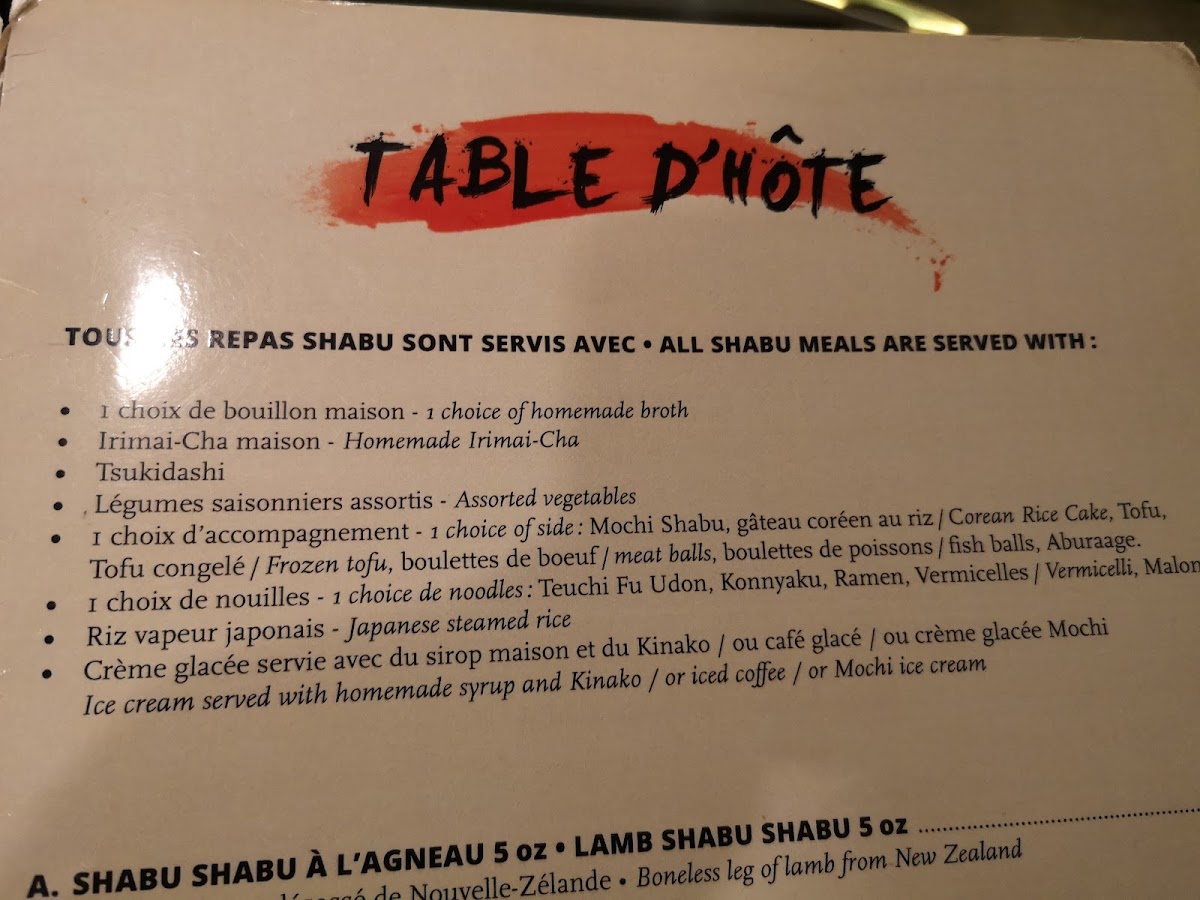 TABLE D'HÔTE
REPAS SHABU SONT SERVIS AVEC • ALL SHABU MEALS ARE SERVED WITH :
• 1 choix de bouillon maison - 1 choice of homemade broth
• Irimai-Cha maison - Homemade Irimai-Cha
• Tsukidashi
• Légumes saisonniers assortis - Assorted vegetables
• 1 choix d'accompagnement - 1 choice of side : Mochi Shabu, gâteau coréen au riz / Corean Rice Cake, Tofu,
Tofu congelé / Frozen tofu, boulettes de boeuf / meat balls, boulettes de poissons / fish balls, Aburaage.
• 1 choix de nouilles - 1 choice de noodles : Teuchi Fu Udon, Konnyaku, Ramen, Vermicelles / Vermicelli, Malon
• Riz vapeur japonais - Japanese steamed rice
• Crème glacée servie avec du sirop maison et du Kinako / ou café glacé / ou crème glacée Mochi
Ice cream served with homemade syrup and Kinako / or iced coffee / or Mochi ice cream
A. SHABU SHABU À L'AGNEAU 5 oz • LAMB SHABU SHABU 5 oz
de Nouvelle-Zélande • Boneless leg of lamb from New Zealand